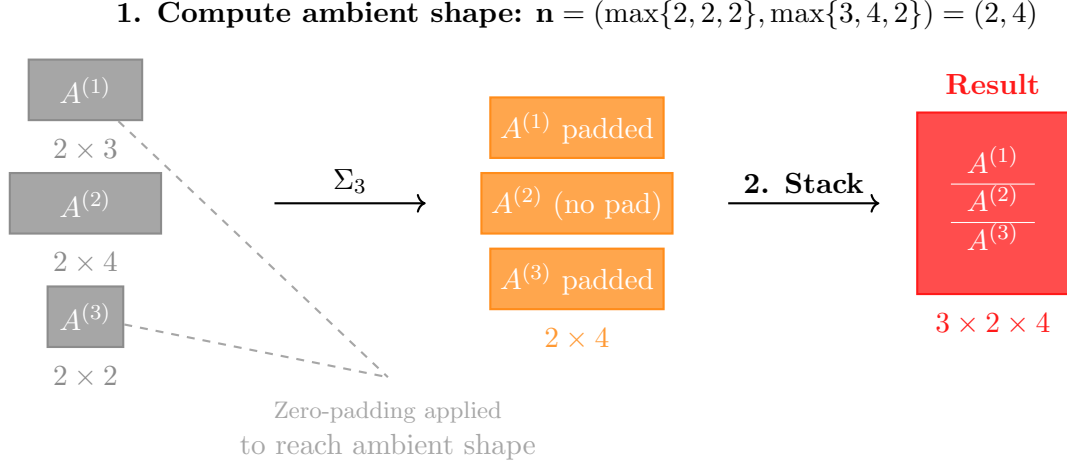 1. Compute ambient shape: n = (max{2, 2, 2}, max{3, 4, 2}) = (2, 4)
A^{(1)}
2 × 3
A^{(2)}
2 × 4
A^{(3)}
2 × 2
Σ_3
A^{(1)} padded
A^{(2)} (no pad)
A^{(3)} padded
2 × 4
2. Stack
Result
A^{(1)}
A^{(2)}
A^{(3)}
3 × 2 × 4
Zero-padding applied
to reach ambient shape